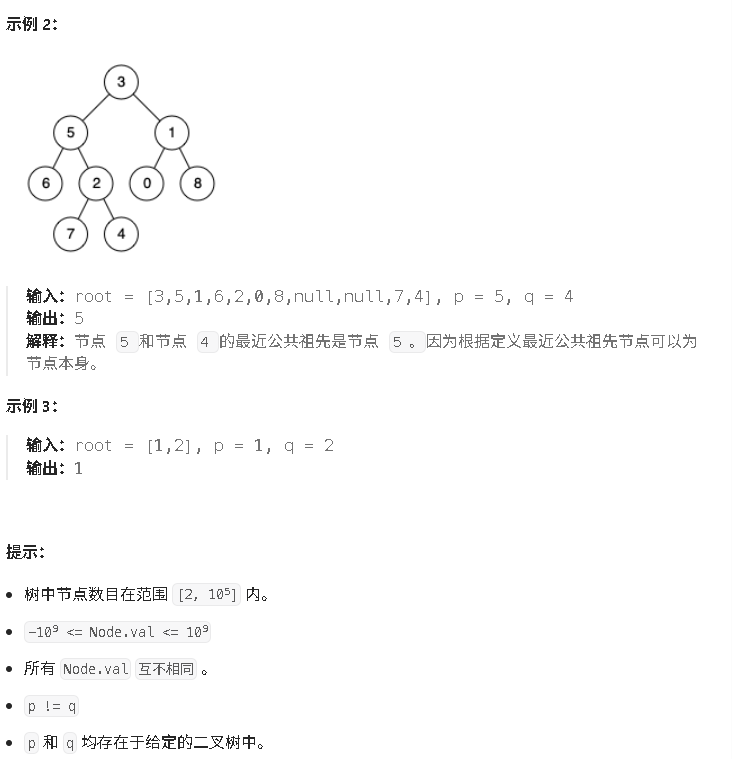 示例 2：
3
5 1
6 2 0 8
7 4
输入：root = [3,5,1,6,2,0,8,null,null,7,4], p = 5, q = 4
输出：5
解释：节点 5 和节点 4 的最近公共祖先是节点 5 。因为根据定义最近公共祖先节点可以为
节点本身。
示例 3：
输入：root = [1,2], p = 1, q = 2
输出：1
提示：
• 树中节点数目在范围 [2, 10⁵] 内。
• -10⁹ <= Node.val <= 10⁹
• 所有 Node.val 互不相同 。
• p != q
• p 和 q 均存在于给定的二叉树中。